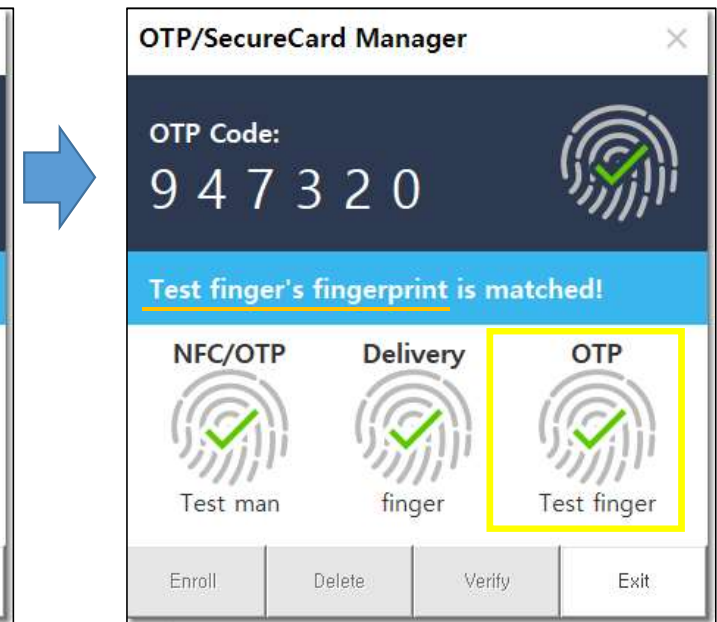 OTP/SecureCard Manager
OTP Code:
9 4 7 3 2 0
Test finger's fingerprint is matched!
NFC/OTP Delivery OTP
Test man finger Test finger
Enroll Delete Verify Exit